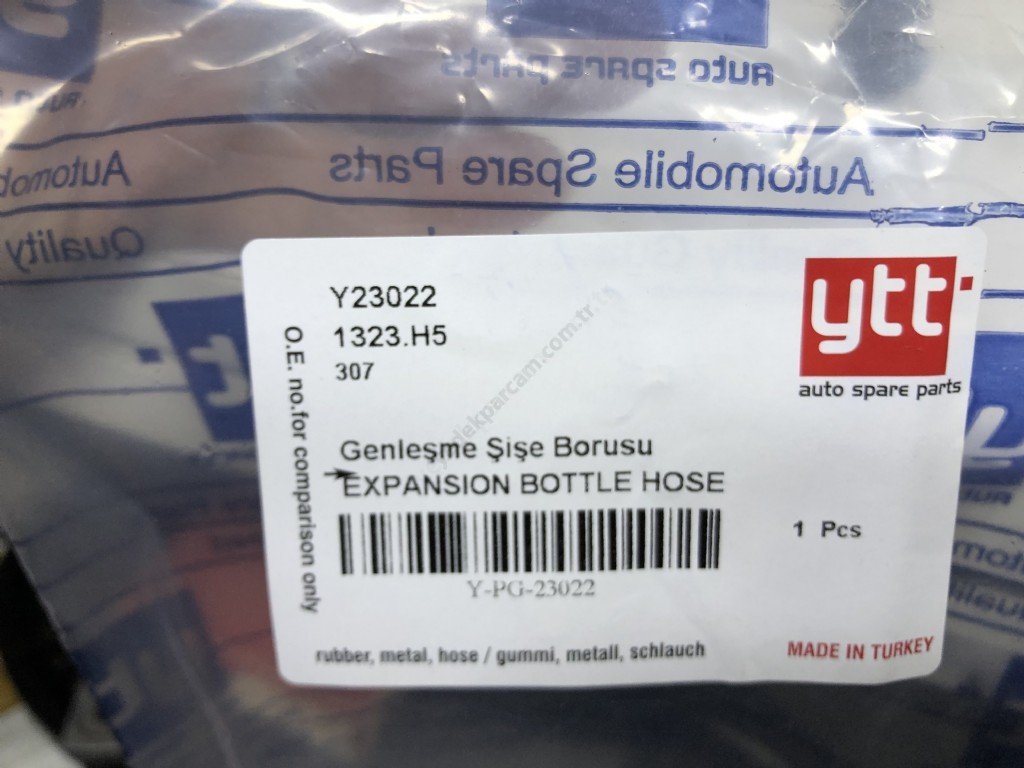 auto spare parts
Automobile Spare Parts
Automo
Quality
Y23022
1323.H5
307
ytt
auto spare parts
O.E. no.for comparison only
Genleşme Şişe Borusu
EXPANSION BOTTLE HOSE
1 Pcs
Y-PG-23022
rubber, metal, hose / gummi, metall, schlauch
MADE IN TURKEY